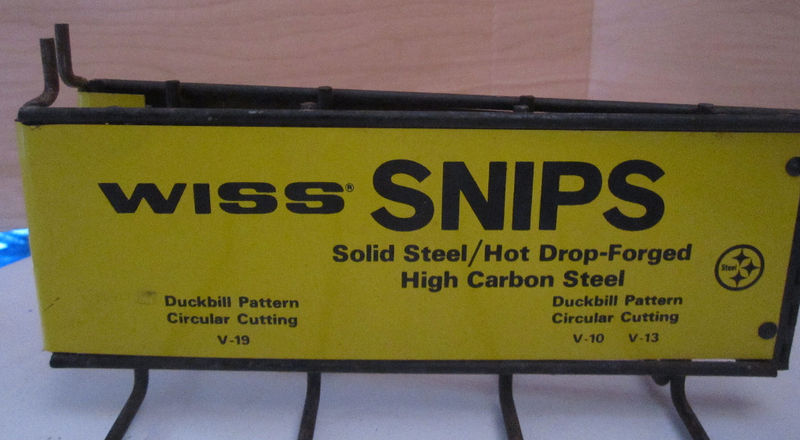 WISS® SNIPS
Solid Steel/Hot Drop-Forged
High Carbon Steel
Steel
Duckbill Pattern
Circular Cutting
V-19
Duckbill Pattern
Circular Cutting
V-10 V-13